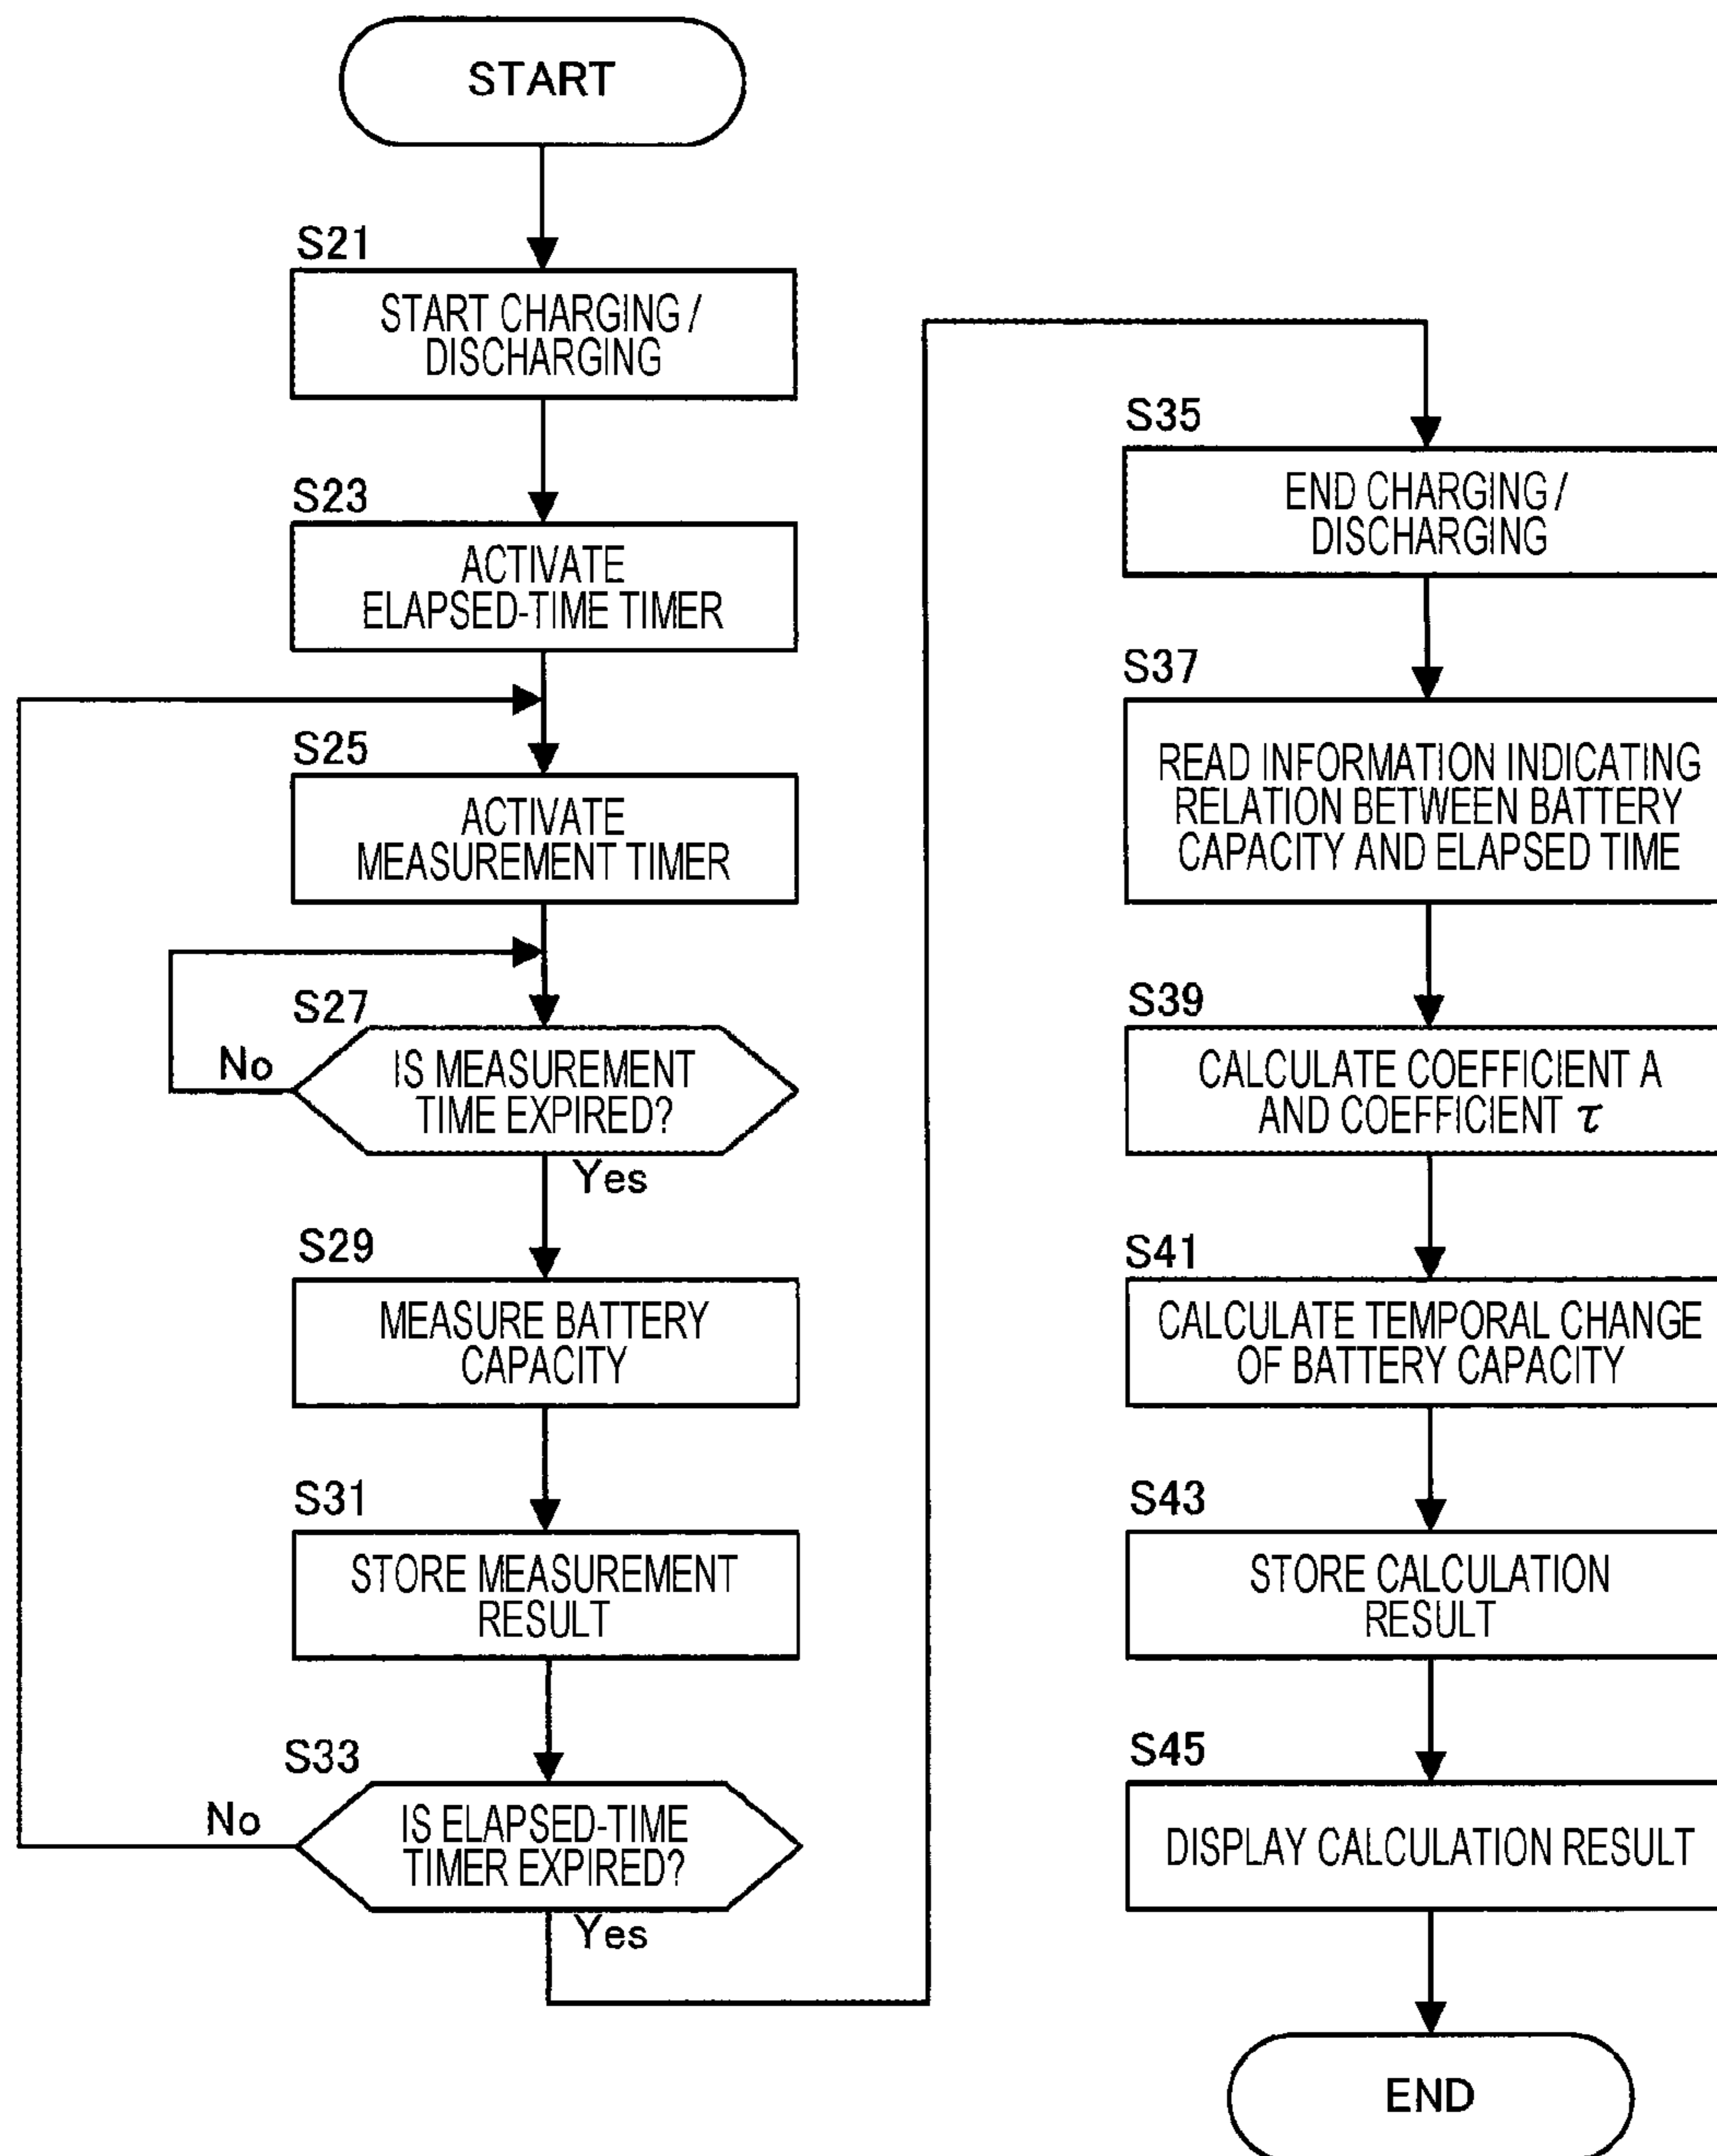 START
S21
START CHARGING /
DISCHARGING
S23
ACTIVATE
ELAPSED-TIME TIMER
S25
ACTIVATE
MEASUREMENT TIMER
S27
No
IS MEASUREMENT
TIME EXPIRED?
Yes
S29
MEASURE BATTERY
CAPACITY
S31
STORE MEASUREMENT
RESULT
S33
No
IS ELAPSED-TIME
TIMER EXPIRED?
Yes
S35
END CHARGING /
DISCHARGING
S37
READ INFORMATION INDICATING
RELATION BETWEEN BATTERY
CAPACITY AND ELAPSED TIME
S39
CALCULATE COEFFICIENT A
AND COEFFICIENT τ
S41
CALCULATE TEMPORAL CHANGE
OF BATTERY CAPACITY
S43
STORE CALCULATION
RESULT
S45
DISPLAY CALCULATION RESULT
END